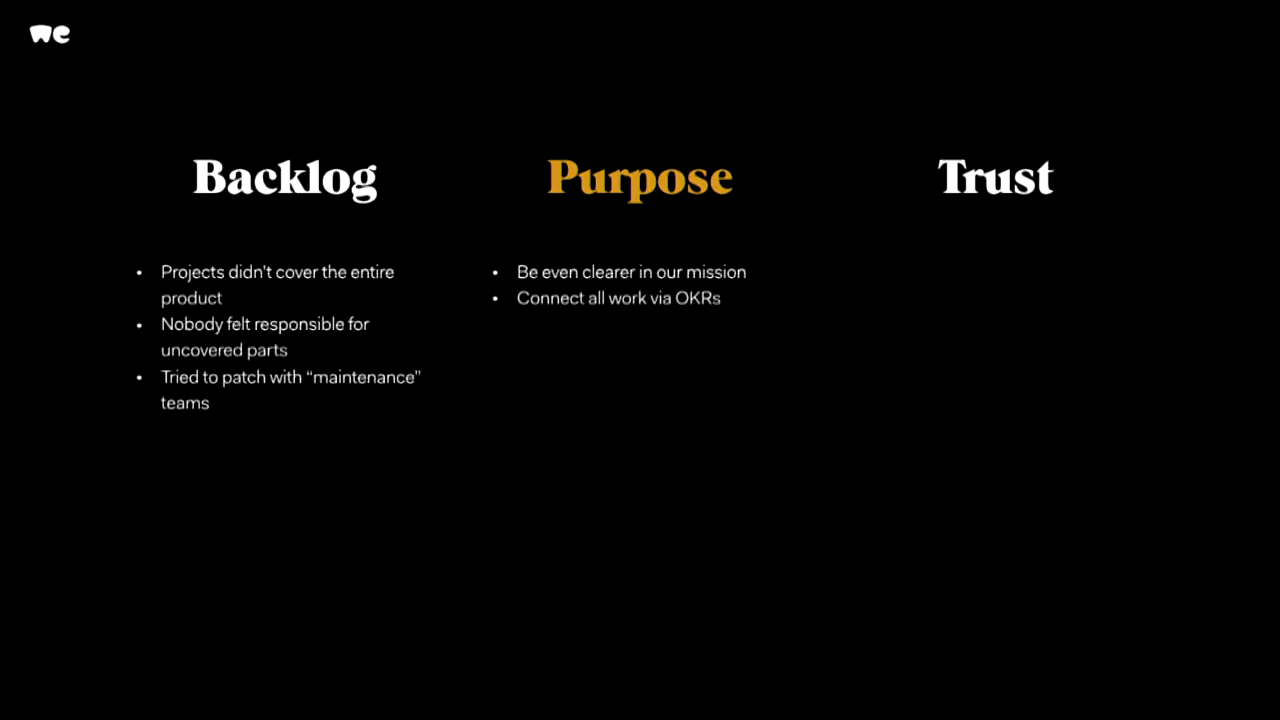 we
Backlog
Purpose
Trust
• Projects didn't cover the entire
product
• Nobody felt responsible for
uncovered parts
• Tried to patch with “maintenance”
teams
• Be even clearer in our mission
• Connect all work via OKRs